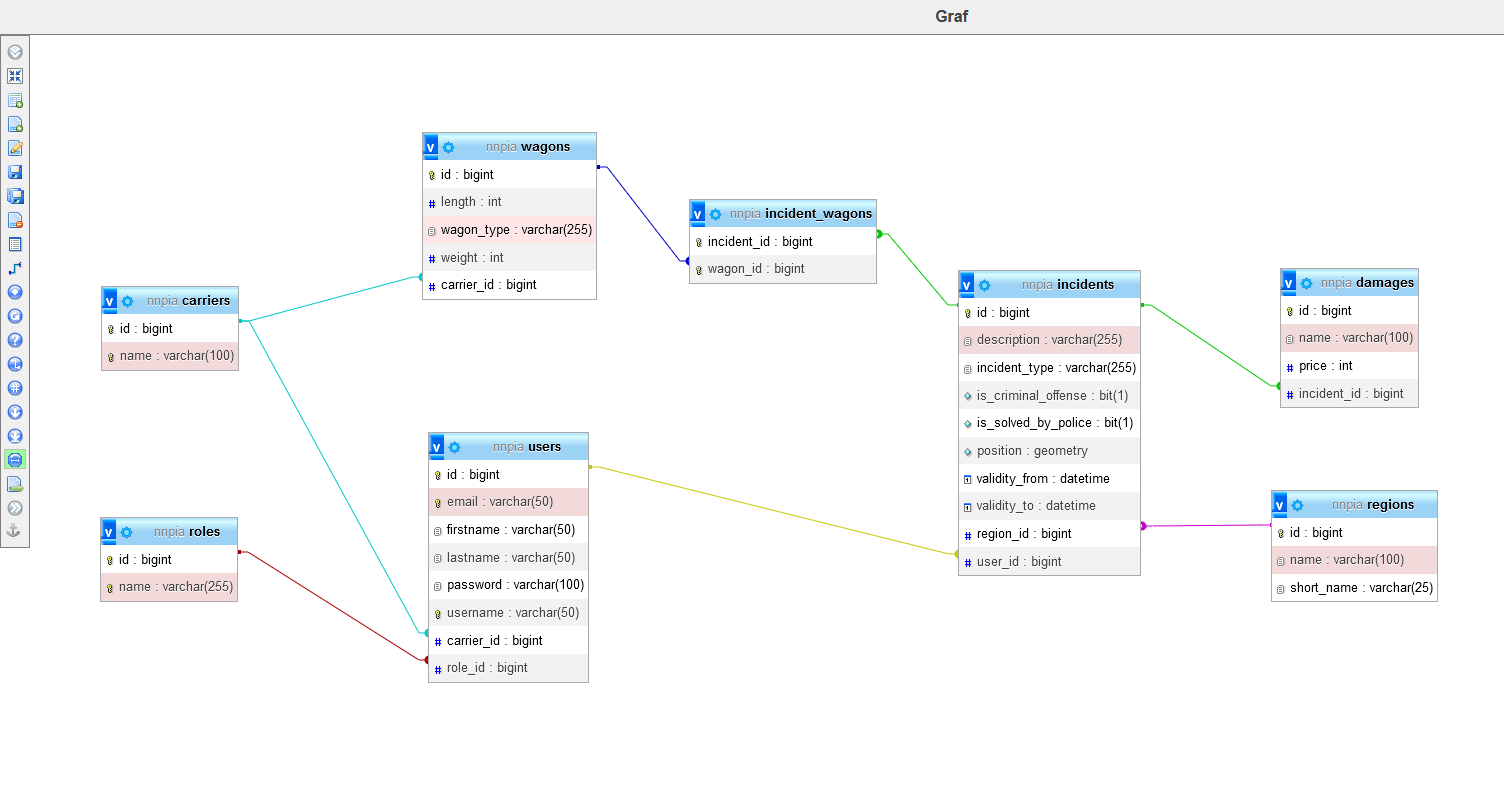 Graf
v nnpia wagons
id : bigint
length : int
wagon_type : varchar(255)
weight : int
carrier_id : bigint
v nnpia incident_wagons
incident_id : bigint
wagon_id : bigint
v nnpia carriers
id : bigint
name : varchar(100)
v nnpia incidents
id : bigint
description : varchar(255)
incident_type : varchar(255)
is_criminal_offense : bit(1)
is_solved_by_police : bit(1)
position : geometry
validity_from : datetime
validity_to : datetime
region_id : bigint
user_id : bigint
v nnpia damages
id : bigint
name : varchar(100)
price : int
incident_id : bigint
v nnpia users
id : bigint
email : varchar(50)
firstname : varchar(50)
lastname : varchar(50)
password : varchar(100)
username : varchar(50)
carrier_id : bigint
role_id : bigint
v nnpia roles
id : bigint
name : varchar(255)
v nnpia regions
id : bigint
name : varchar(100)
short_name : varchar(25)